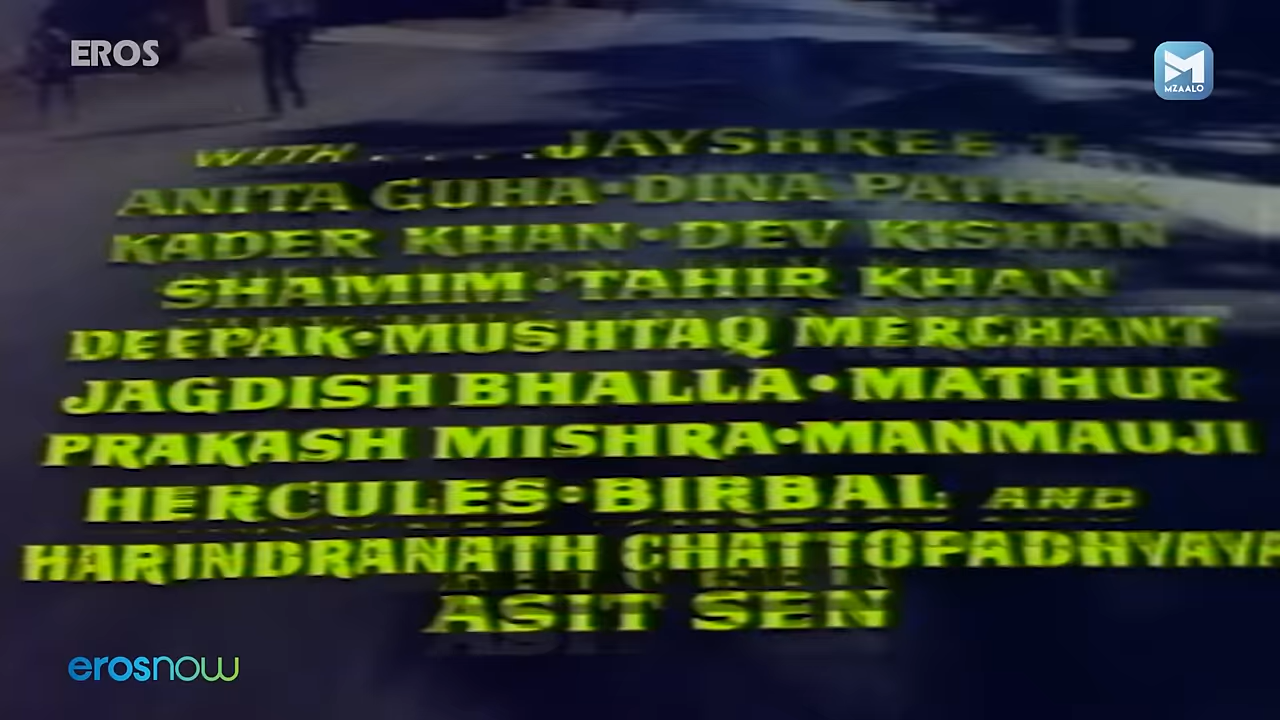 EROS
MZAALO
WITH.....JAYSHREE T.
ANITA GUHA•DINA PATHAK
KADER KHAN•DEV KISHAN
SHAMIM•TAHIR KHAN
DEEPAK•MUSHTAQ MERCHANT
JAGDISH BHALLA•MATHUR
PRAKASH MISHRA•MANMAUJI
HERCULES•BIRBAL AND
HARINDRANATH CHATTOPADHYAYA
ASIT SEN
erosnow